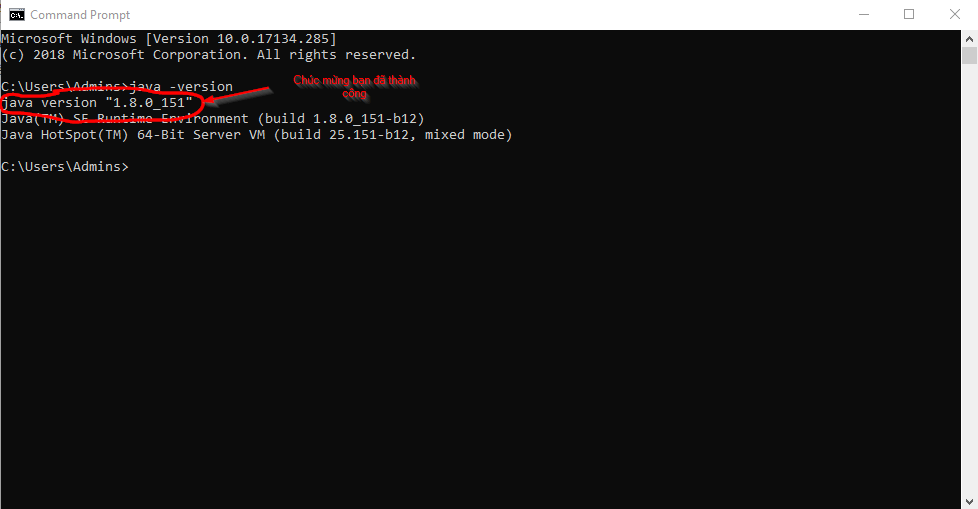 Command Prompt
Microsoft Windows [Version 10.0.17134.285]
(c) 2018 Microsoft Corporation. All rights reserved.
C:\Users\Admins>java -version
Chúc mừng bạn đã thành
công
java version "1.8.0_151"
Java(TM) SE Runtime Environment (build 1.8.0_151-b12)
Java HotSpot(TM) 64-Bit Server VM (build 25.151-b12, mixed mode)
C:\Users\Admins>